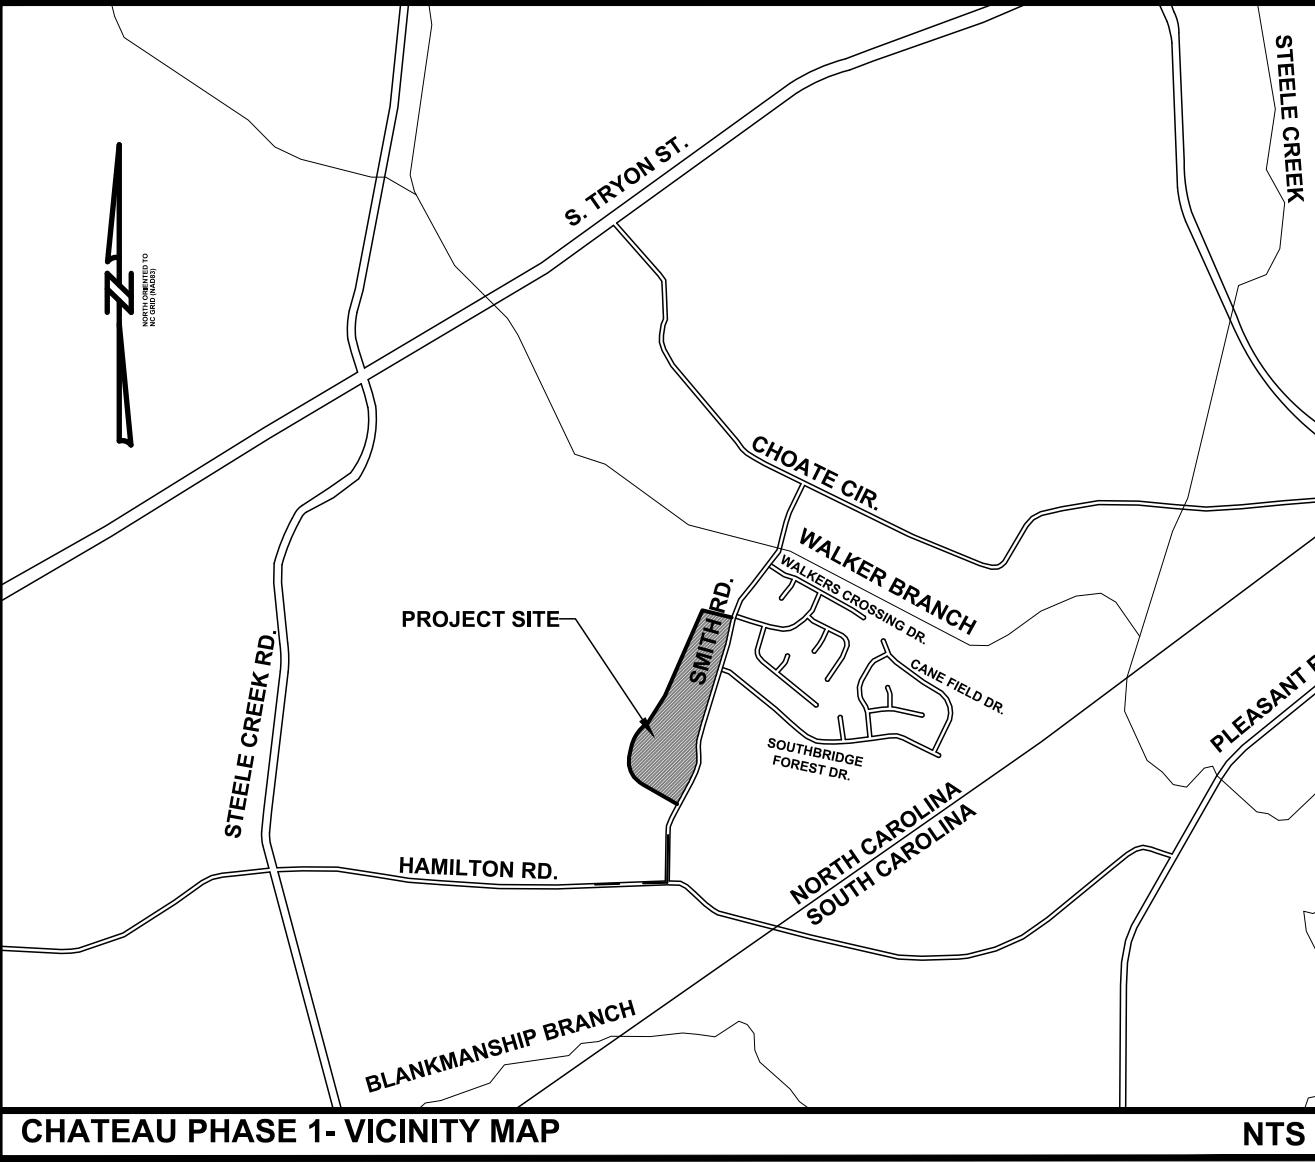 STEELE CREEK
S. TRYON ST.
NORTH ORIENTED TO
NC GRID (NAD83)
CHOATE CIR.
WALKER BRANCH
WALKERS CROSSING DR.
SMITH RD.
PROJECT SITE
CANE FIELD DR.
STEELE CREEK RD.
PLEASANT
SOUTHBRIDGE
FOREST DR.
NORTH CAROLINA
SOUTH CAROLINA
HAMILTON RD.
BLANKMANSHIP BRANCH
CHATEAU PHASE 1- VICINITY MAP
NTS